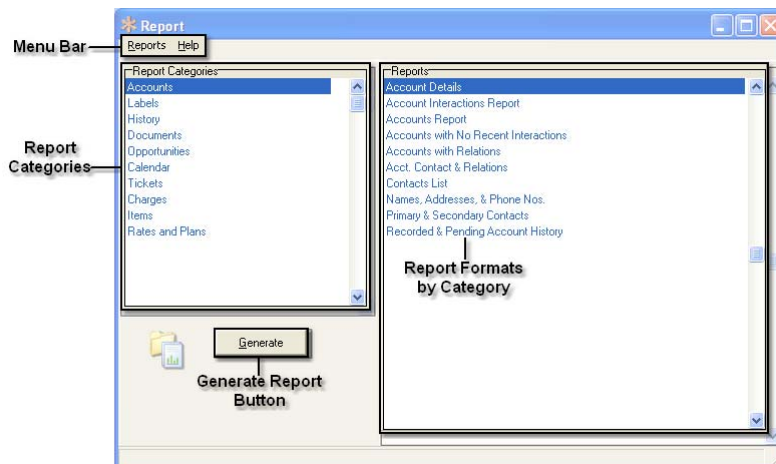 Report
Menu Bar
Reports Help
Report Categories
Accounts
Labels
History
Documents
Opportunities
Calendar
Tickets
Charges
Items
Rates and Plans
Report
Categories
Reports
Account Details
Account Interactions Report
Accounts Report
Accounts with No Recent Interactions
Accounts with Relations
Acct. Contact & Relations
Contacts List
Names, Addresses, & Phone Nos.
Primary & Secondary Contacts
Recorded & Pending Account History
Report Formats
by Category
Generate
Generate Report
Button